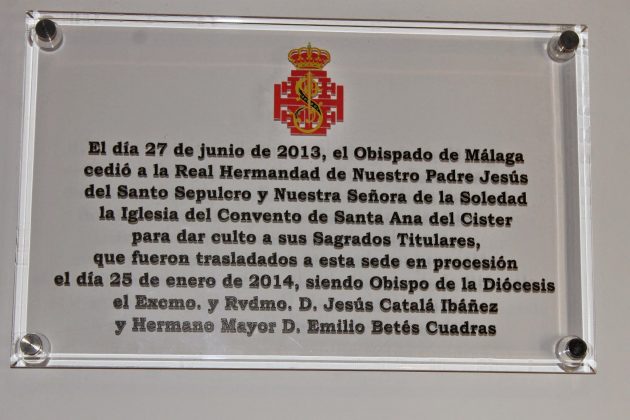 El día 27 de junio de 2013, el Obispado de Málaga
cedió a la Real Hermandad de Nuestro Padre Jesús
del Santo Sepulcro y Nuestra Señora de la Soledad
la Iglesia del Convento de Santa Ana del Cister
para dar culto a sus Sagrados Titulares,
que fueron trasladados a esta sede en procesión
el día 25 de enero de 2014, siendo Obispo de la Diócesis
el Excmo. y Rvdmo. D. Jesús Catalá Ibáñez
y Hermano Mayor D. Emilio Betés Cuadras